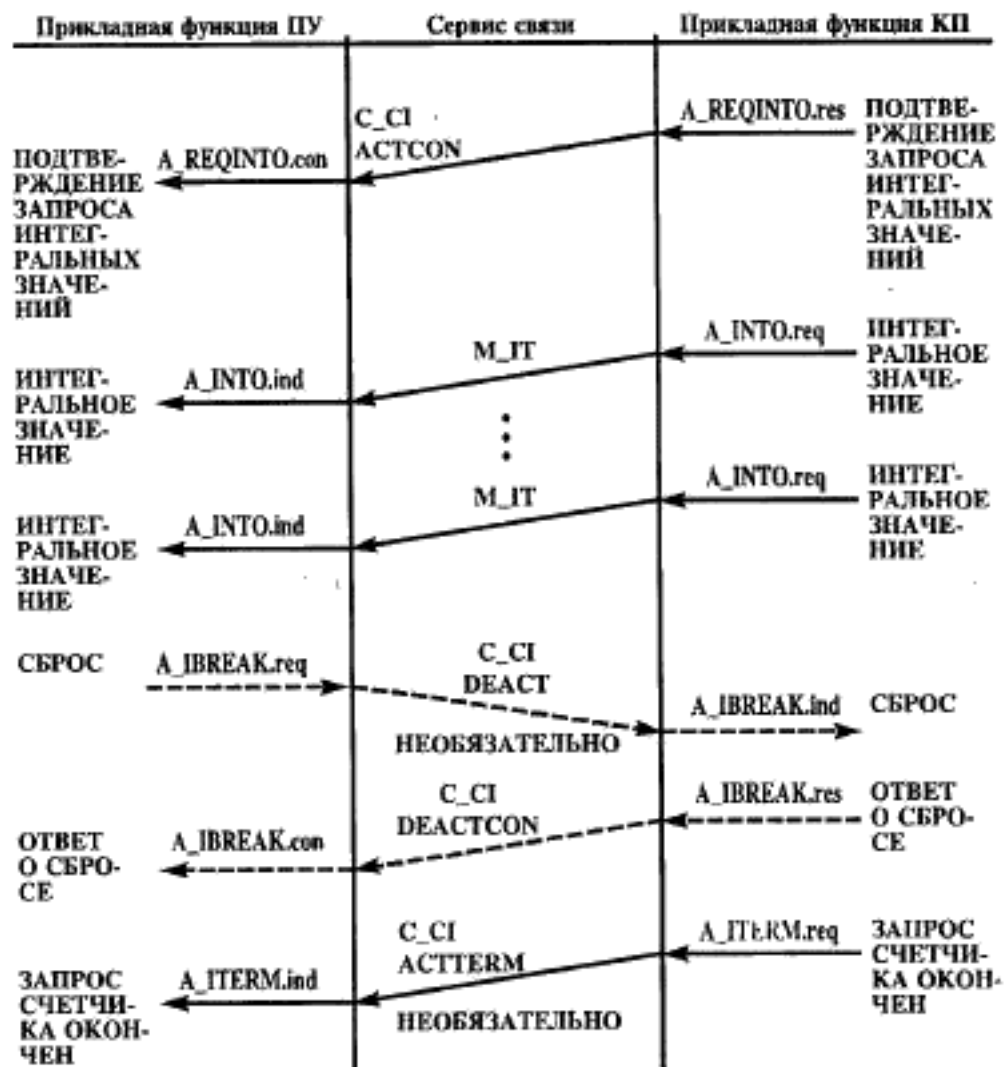 Прикладная функция ПУ
Сервис связи
Прикладная функция КП
C_CI
ACTCON
A_REQINTO.res
ПОДТВЕ-
РЖДЕНИЕ
ЗАПРОСА
ИНТЕГ-
РАЛЬНЫХ
ЗНАЧЕ-
НИЙ
ПОДТВЕ-
РЖДЕНИЕ
ЗАПРОСА
ИНТЕГ-
РАЛЬНЫХ
ЗНАЧЕ-
НИЙ
A_REQINTO.con
M_IT
A_INTO.req
ИНТЕГ-
РАЛЬНОЕ
ЗНАЧЕ-
НИЕ
ИНТЕГ-
РАЛЬНОЕ
ЗНАЧЕ-
НИЕ
A_INTO.ind
M_IT
A_INTO.req
ИНТЕГ-
РАЛЬНОЕ
ЗНАЧЕ-
НИЕ
ИНТЕГ-
РАЛЬНОЕ
ЗНАЧЕ-
НИЕ
A_INTO.ind
СБРОС
A_IBREAK.req
C_CI
DEACT
НЕОБЯЗАТЕЛЬНО
A_IBREAK.ind
СБРОС
C_CI
DEACTCON
A_IBREAK.res
ОТВЕТ
О СБРО-
СЕ
ОТВЕТ
О СБРО-
СЕ
A_IBREAK.con
C_CI
ACTTERM
НЕОБЯЗАТЕЛЬНО
A_ITERM.req
ЗАПРОС
СЧЕТЧИ-
КА ОКОН-
ЧЕН
ЗАПРОС
СЧЕТЧИ-
КА ОКОН-
ЧЕН
A_ITERM.ind